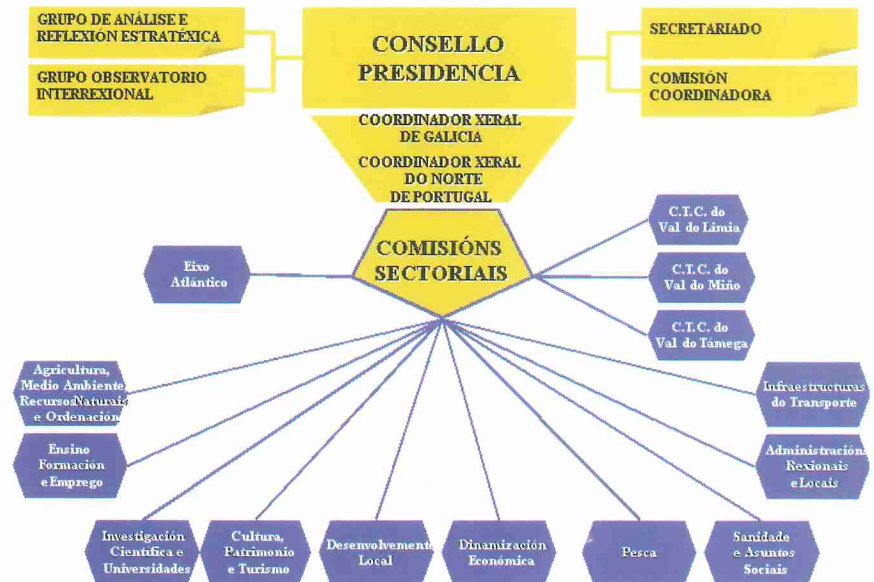 GRUPO DE ANÁLISE E
REFLEXIÓN ESTRATÉXICA
GRUPO OBSERVATORIO
INTERREXIONAL
CONSELLO
PRESIDENCIA
SECRETARIADO
COMISIÓN
COORDINADORA
COORDINADOR XERAL
DE GALICIA
COORDINADOR XERAL
DO NORTE
DE PORTUGAL
COMISIÓNS
SECTORIAIS
Eixo
Atlántico
C.T.C. do
Val do Limia
C.T.C. do
Val do Miño
C.T.C. do
Val do Támega
Agricultura,
Medio Ambiente,
Recursos Naturais
e Ordenación
Ensino
Formación
e Emprego
Investigación
Científica e
Universidades
Cultura,
Patrimonio
e Turismo
Desenvolvemento
Local
Dinamización
Económica
Pesca
Sanidade
e Asuntos
Sociais
Administracións
Rexionais
e Locais
Infraestructuras
do Transporte